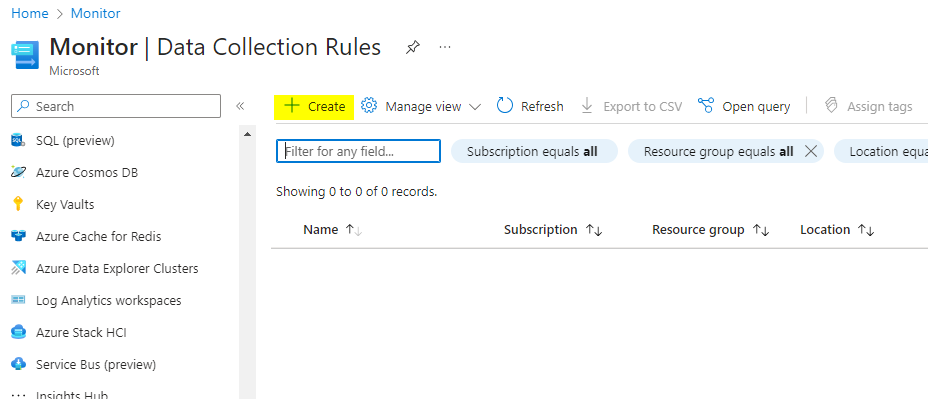 Home > Monitor
Monitor | Data Collection Rules
Microsoft
Search
«
SQL (preview)
Azure Cosmos DB
Key Vaults
Azure Cache for Redis
Azure Data Explorer Clusters
Log Analytics workspaces
Azure Stack HCI
Service Bus (preview)
Insights Hub
+ Create Manage view Refresh Export to CSV Open query Assign tags
Filter for any field... Subscription equals all Resource group equals all Location equa
Showing 0 to 0 of 0 records.
Name ↑↓ Subscription ↑↓ Resource group ↑↓ Location ↑↓